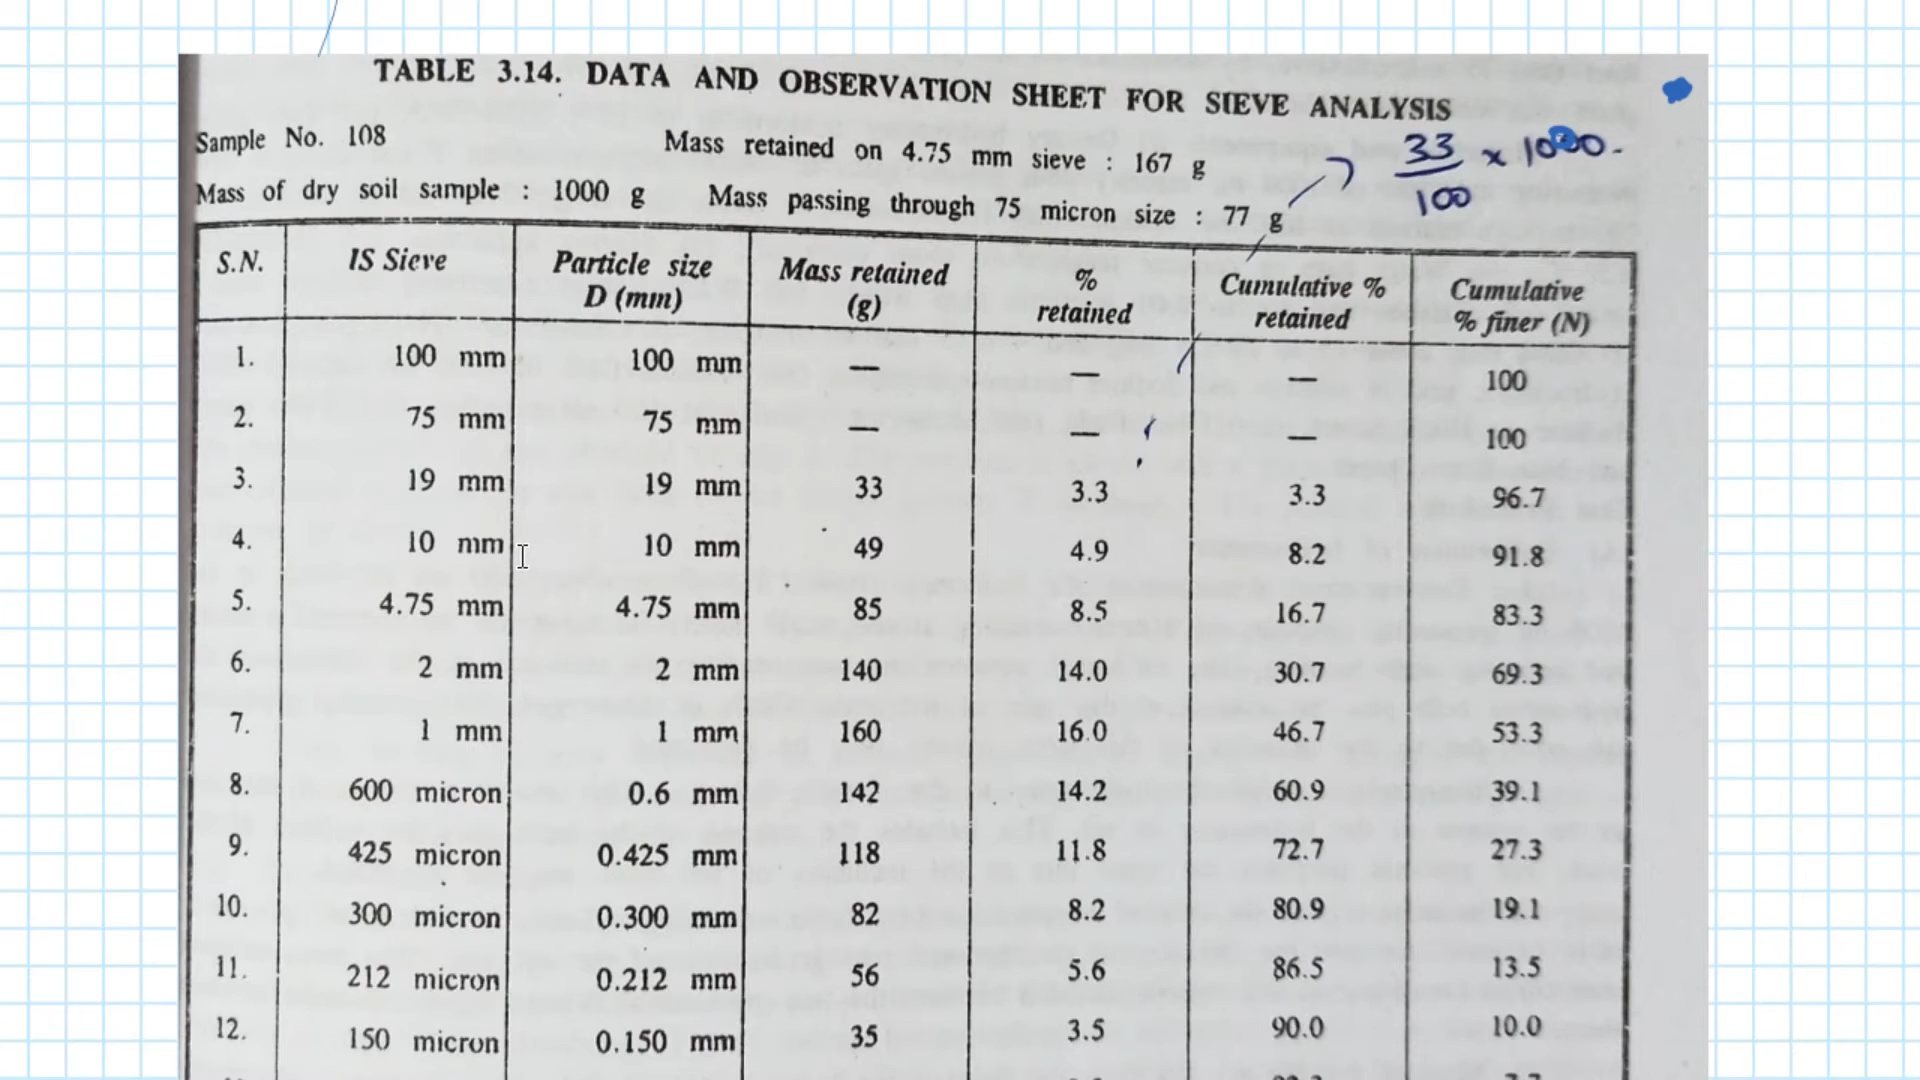 TABLE 3.14. DATA AND OBSERVATION SHEET FOR SIEVE ANALYSIS
Sample No. 108 Mass retained on 4.75 mm sieve : 167 g
Mass of dry soil sample : 1000 g Mass passing through 75 micron size : 77 g
33
100
S.N. IS Sieve Particle size D (mm) Mass retained (g) % retained Cumulative % retained Cumulative % finer (N)
1. 100 mm 100 mm — — — 100
2. 75 mm 75 mm — — — 100
3. 19 mm 19 mm 33 3.3 3.3 96.7
4. 10 mm 10 mm 49 4.9 8.2 91.8
5. 4.75 mm 4.75 mm 85 8.5 16.7 83.3
6. 2 mm 2 mm 140 14.0 30.7 69.3
7. 1 mm 1 mm 160 16.0 46.7 53.3
8. 600 micron 0.6 mm 142 14.2 60.9 39.1
9. 425 micron 0.425 mm 118 11.8 72.7 27.3
10. 300 micron 0.300 mm 82 8.2 80.9 19.1
11. 212 micron 0.212 mm 56 5.6 86.5 13.5
12. 150 micron 0.150 mm 35 3.5 90.0 10.0